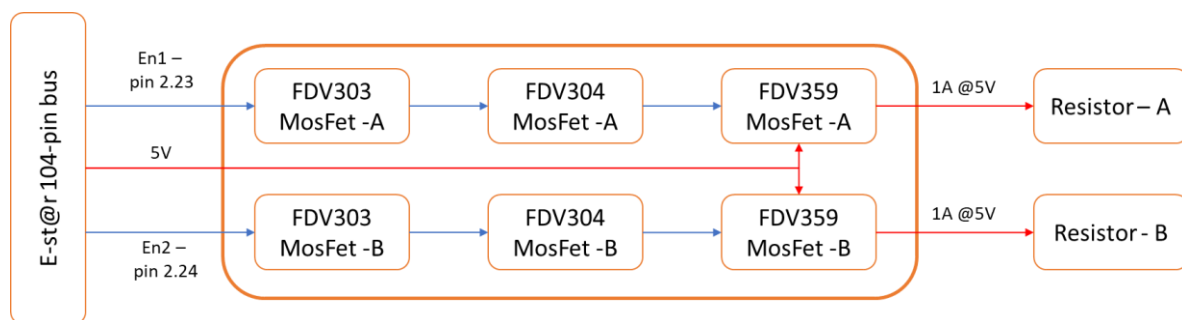 E-st@r 104-pin bus
En1 –
pin 2.23
FDV303
MosFet -A
FDV304
MosFet -A
FDV359
MosFet -A
1A @5V
Resistor – A
5V
En2 –
pin 2.24
FDV303
MosFet -B
FDV304
MosFet -B
FDV359
MosFet -B
1A @5V
Resistor - B